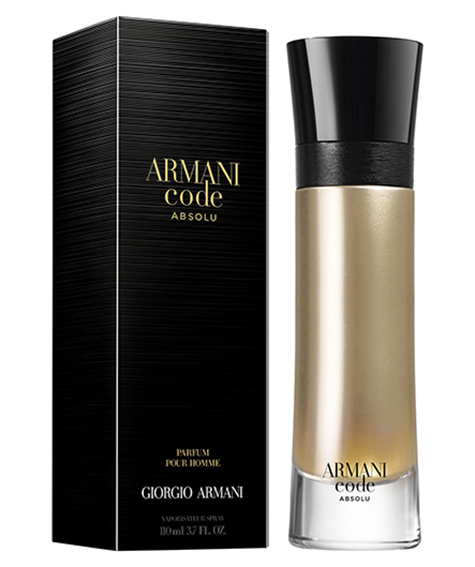 ARMANI
code
ABSOLU
PARFUM
POUR HOMME
GIORGIO ARMANI
VAPORISATEUR SPRAY
110 ml 3.7 FL. OZ.
ARMANI
code
ABSOLU